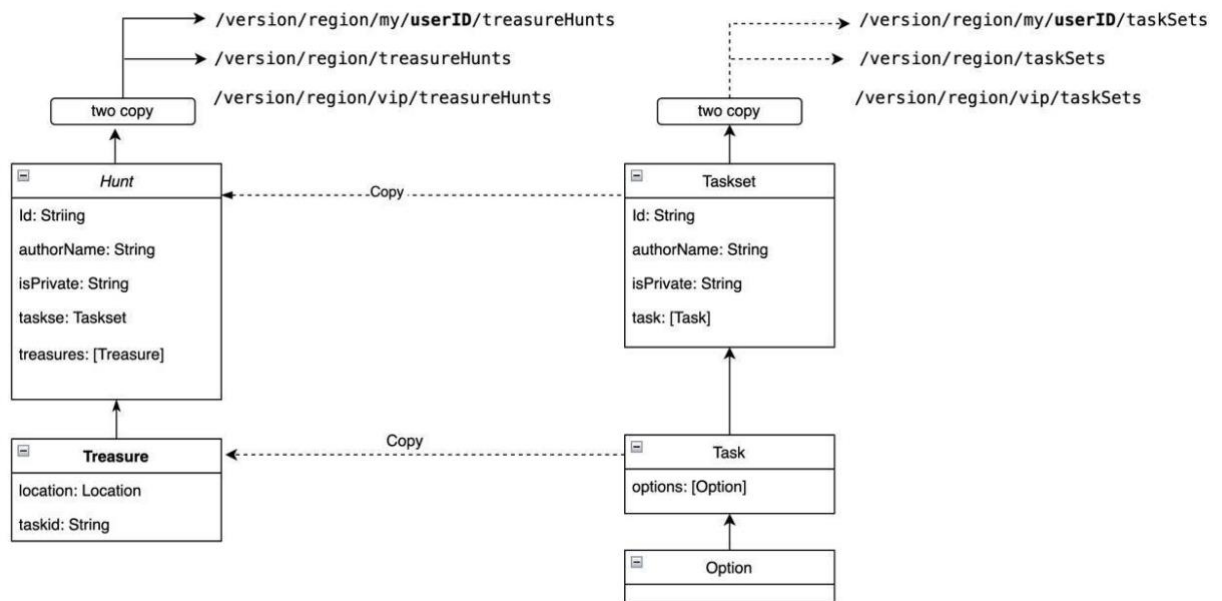 /version/region/my/userID/treasureHunts
/version/region/treasureHunts
/version/region/vip/treasureHunts
two copy
Hunt
Id: Striing
authorName: String
isPrivate: String
taskse: Taskset
treasures: [Treasure]
Treasure
location: Location
taskid: String
Copy
Copy
/version/region/my/userID/taskSets
/version/region/taskSets
/version/region/vip/taskSets
two copy
Taskset
Id: String
authorName: String
isPrivate: String
task: [Task]
Task
options: [Option]
Option